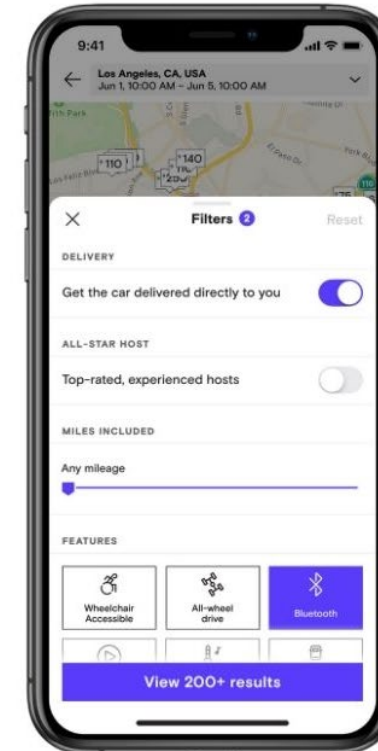 9:41
Los Angeles, CA, USA
Jun 1, 10:00 AM – Jun 5, 10:00 AM
110
140
Filters 2
Reset
DELIVERY
Get the car delivered directly to you
ALL-STAR HOST
Top-rated, experienced hosts
MILES INCLUDED
Any mileage
FEATURES
Wheelchair
Accessible
All-wheel
drive
Bluetooth
View 200+ results